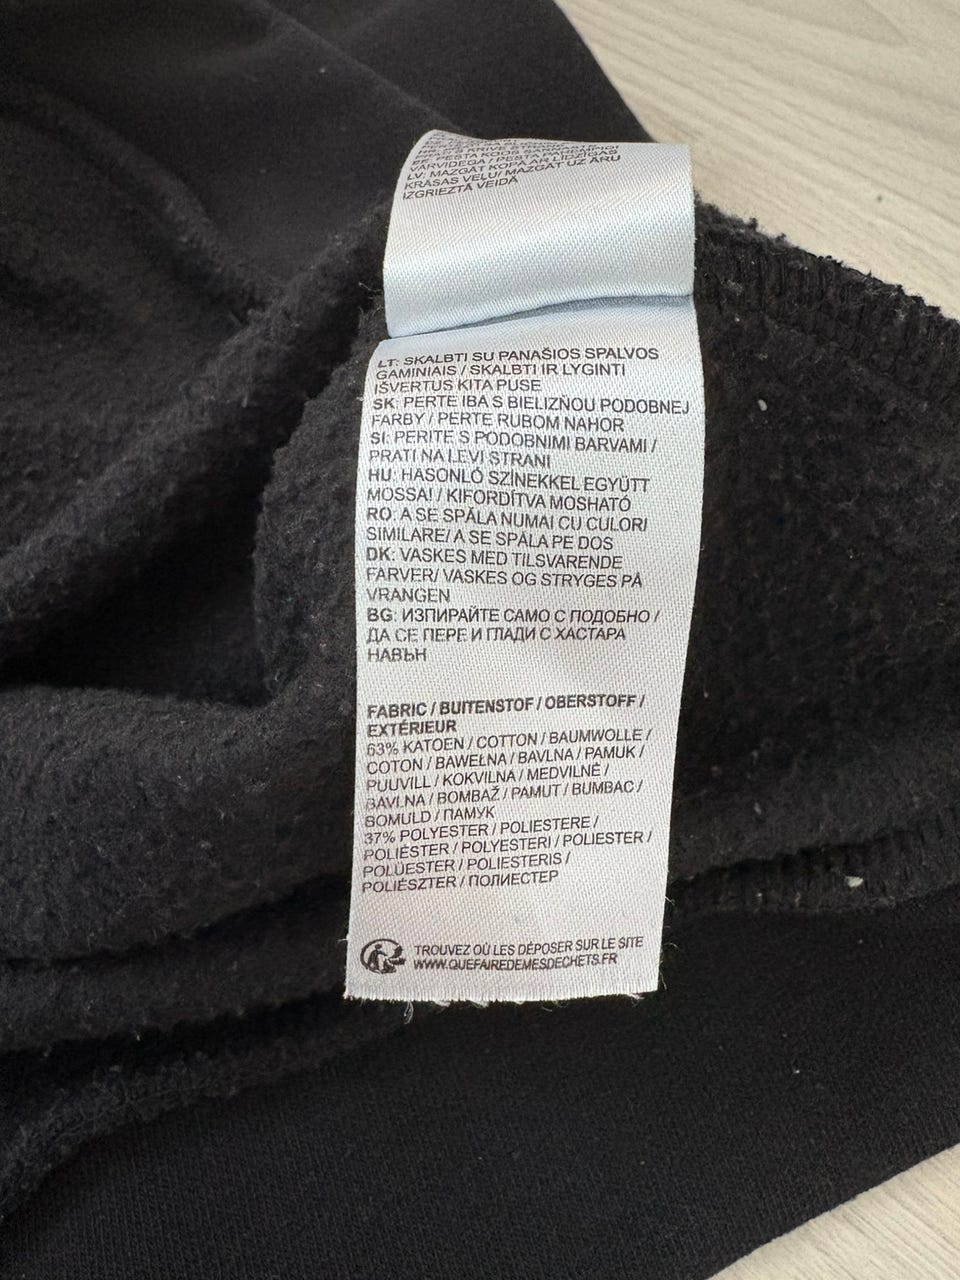 VARVIDEGA / PESTA
LV: MAZGĀT KOPĀ AR LĪDZĪGAS
KRĀSAS VEĻU/ MAZGĀT UZ ĀRU
IZGRIEZTĀ VEIDĀ
LT: SKALBTI SU PANAŠIOS SPALVOS
GAMINIAIS / SKALBTI IR LYGINTI
IŠVERTUS KITA PUSE
SK: PERTE IBA S BIELIZŇOU PODOBNEJ
FARBY / PERTE RUBOM NAHOR
SI: PERITE S PODOBNIMI BARVAMI /
PRATI NA LEVI STRANI
HU: HASONLÓ SZÍNEKKEL EGYÜTT
MOSSA! / KIFORDÍTVA MOSHATÓ
RO: A SE SPĂLA NUMAI CU CULORI
SIMILARE/ A SE SPĂLA PE DOS
DK: VASKES MED TILSVARENDE
FARVER/ VASKES OG STRYGES PÅ
VRANGEN
BG: ИЗПИРАЙТЕ САМО С ПОДОБНО /
ДА СЕ ПЕРЕ И ГЛАДИ С ХАСТАРА
НАВЪН
FABRIC / BUITENSTOF / OBERSTOFF /
EXTÉRIEUR
63% KATOEN / COTTON / BAUMWOLLE /
COTON / BAWEŁNA / BAVLNA / PAMUK /
PUUVILL / KOKVILNA / MEDVILNĖ /
BAVLNA / BOMBAŽ / PAMUT / BUMBAC /
BOMULD / ПАМУК
37% POLYESTER / POLIESTERE /
POLIÉSTER / POLYESTERI / POLIESTER /
POLÜESTER / POLIESTERIS /
POLIÉSZTER / ПОЛИЕСТЕР
TROUVEZ OÙ LES DÉPOSER SUR LE SITE
WWW.QUEFAIREDEMESDECHETS.FR